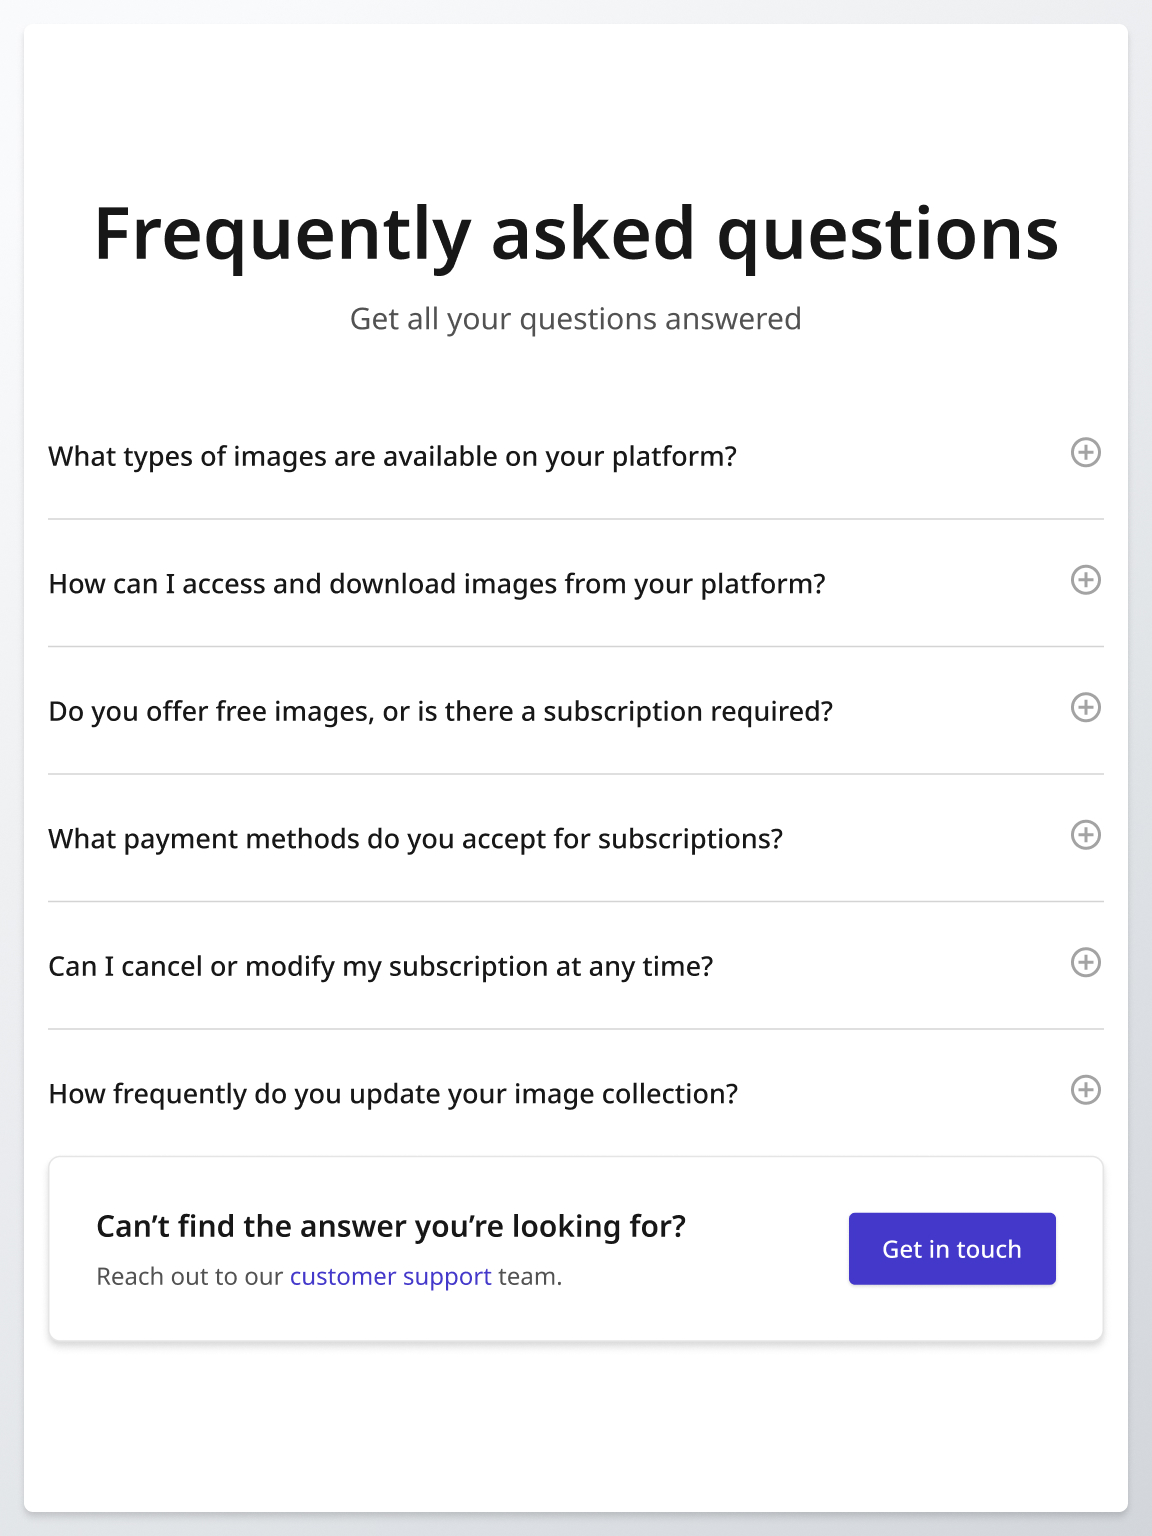 Frequently asked questions
Get all your questions answered
What types of images are available on your platform?
How can I access and download images from your platform?
Do you offer free images, or is there a subscription required?
What payment methods do you accept for subscriptions?
Can I cancel or modify my subscription at any time?
How frequently do you update your image collection?
Can’t find the answer you’re looking for?
Reach out to our customer support team.
Get in touch